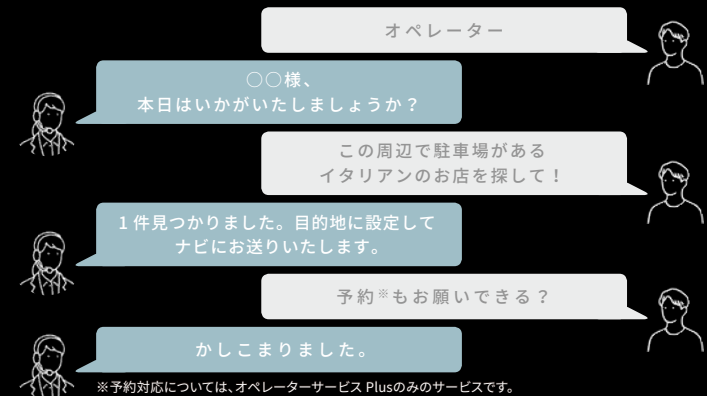 オペレーター
○○様、
本日はいかがいたしましょうか？
この周辺で駐車場がある
イタリアンのお店を探して！
1 件見つかりました。目的地に設定して
ナビにお送りいたします。
予約※もお願いできる？
かしこまりました。
※予約対応については、オペレーターサービス Plusのみのサービスです。